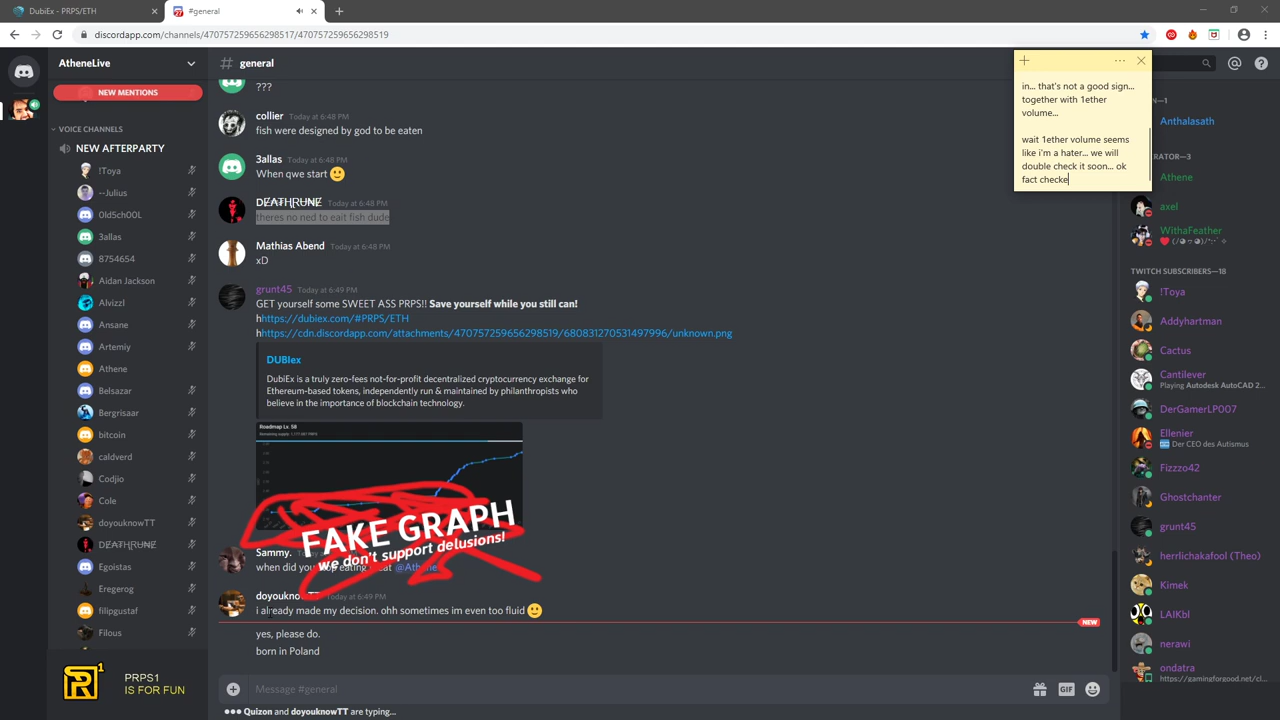 DubiEx - PRPS/ETH
#general
discordapp.com/channels/470757259656298517/470757259656298519
AtheneLive
NEW MENTIONS
VOICE CHANNELS
NEW AFTERPARTY
!Toya
--Julius
0ld5ch00L
3allas
8754654
Aidan Jackson
Alvizzl
Ansane
Artemiy
Athene
Belsazar
Bergrisaar
bitcoin
caldverd
Codjio
Cole
doyouknowTT
DEATHRUNE
Egoistas
Eregerog
filipgustaf
Filous
PRPS1
IS FOR FUN
# general
???
collier Today at 6:48 PM
fish were designed by god to be eaten
3allas Today at 6:48 PM
When qwe start
DEATHRUNE Today at 6:48 PM
theres no ned to eait fish dude
Mathias Abend Today at 6:48 PM
xD
grunt45 Today at 6:49 PM
GET yourself some SWEET ASS PRPS!! Save yourself while you still can!
hhttps://dubiex.com/#PRPS/ETH
hhttps://cdn.discordapp.com/attachments/470757259656298519/680831270531497996/unknown.png
DUBIex
DubiEx is a truly zero-fees not-for-profit decentralized cryptocurrency exchange for
Ethereum-based tokens, independently run & maintained by philanthropists who
believe in the importance of blockchain technology.
Roadmap Lv. 58
FAKE GRAPH
we don't support delusions!
Sammy.
when did you
doyouknowTT Today at 6:49 PM
i already made my decision. ohh sometimes im even too fluid
NEW
yes, please do.
born in Poland
Message #general
GIF
Quizon and doyouknowTT are typing...
in... that's not a good sign...
together with 1ether
volume...
wait 1ether volume seems
like i'm a hater... we will
double check it soon... ok
fact checke
Anthalasath
Athene
axel
WithaFeather
TWITCH SUBSCRIBERS—18
!Toya
Addyhartman
Cactus
Cantilever
Playing Autodesk AutoCAD 2...
DerGamerLP007
Ellenier
Der CEO des Autismus
Fizzzo42
Ghostchanter
grunt45
herrlichakafool (Theo)
Kimek
LAIKbl
nerawi
ondatra
https://gamingforgood.net/cl...